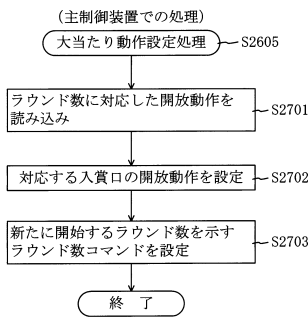 (主制御装置での処理)
大当たり動作設定処理
S2605
ラウンド数に対応した開放動作を
読み込み
S2701
対応する入賞口の開放動作を設定
S2702
新たに開始するラウンド数を示す
ラウンド数コマンドを設定
S2703
終 了